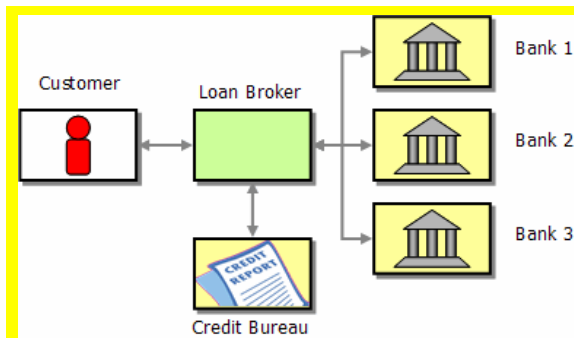 Customer
Loan Broker
Bank 1
Bank 2
Bank 3
CREDIT
REPORT
Credit Bureau